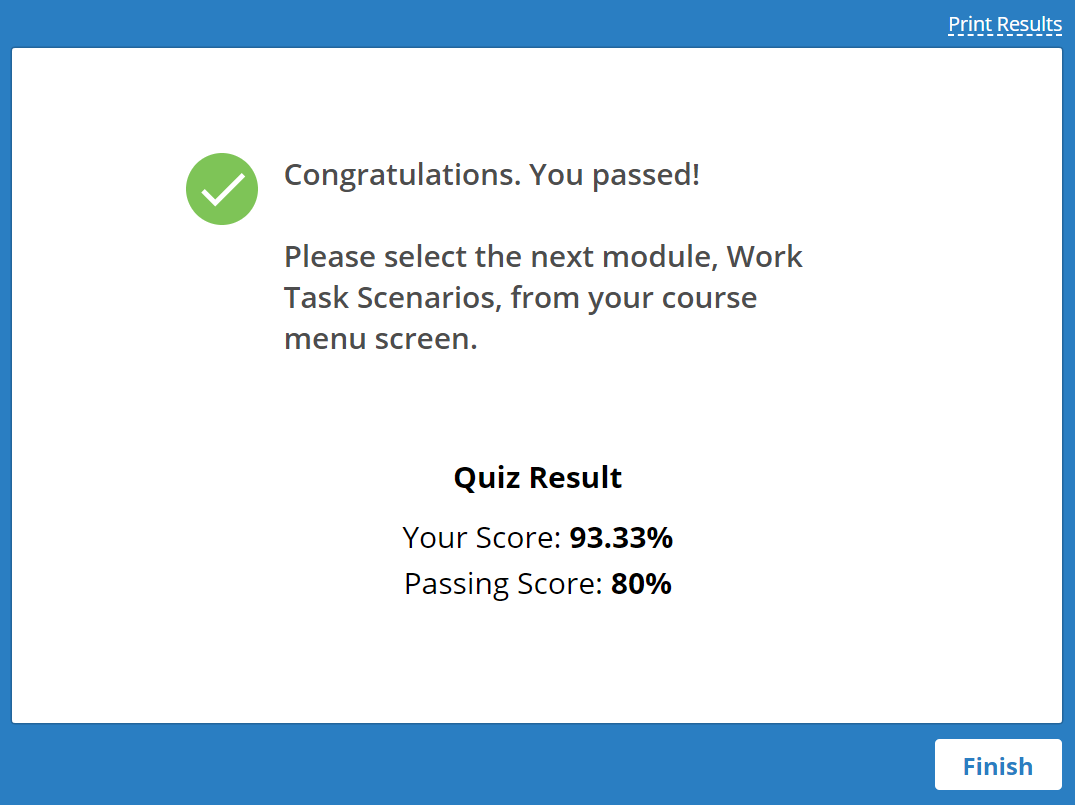 Print Results
Congratulations. You passed!
Please select the next module, Work
Task Scenarios, from your course
menu screen.
Quiz Result
Your Score: 93.33%
Passing Score: 80%
Finish